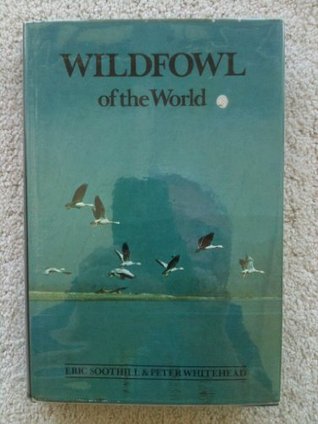 WILDFOWL
of the World
ERIC SOOTHILL & PETER WHITEHEAD